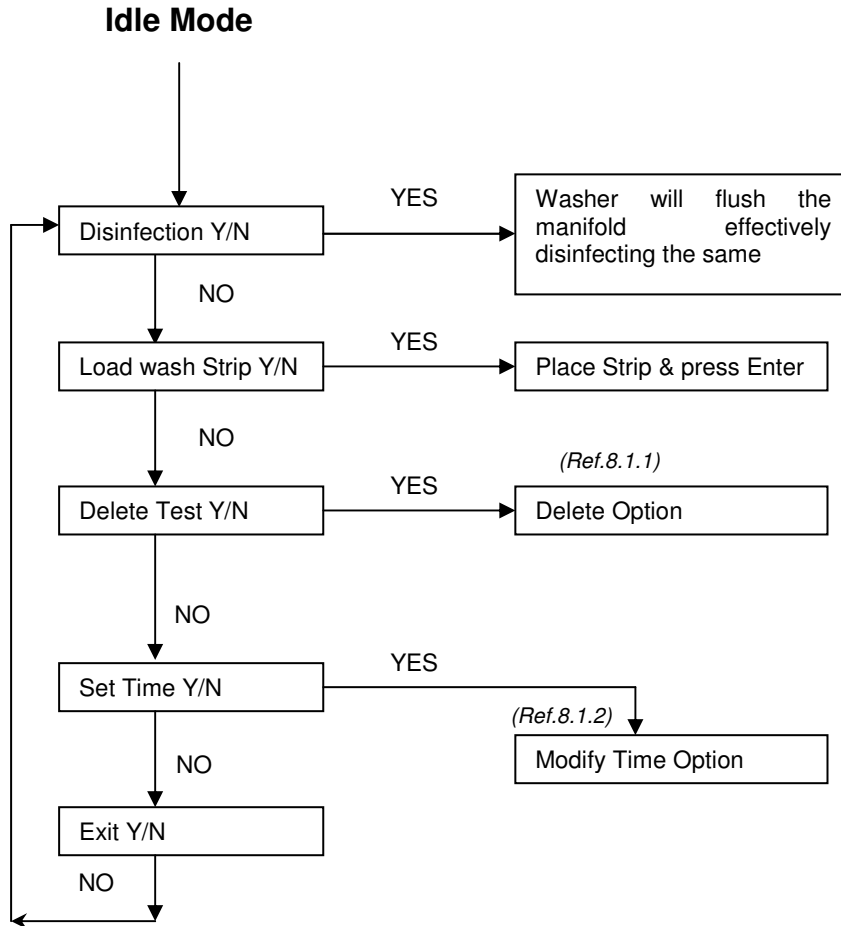 Idle Mode
Disinfection Y/N
YES
Washer will flush the
manifold effectively
disinfecting the same
NO
Load wash Strip Y/N
YES
Place Strip & press Enter
NO
Delete Test Y/N
YES
(Ref.8.1.1)
Delete Option
NO
Set Time Y/N
YES
(Ref.8.1.2)
Modify Time Option
NO
Exit Y/N
NO